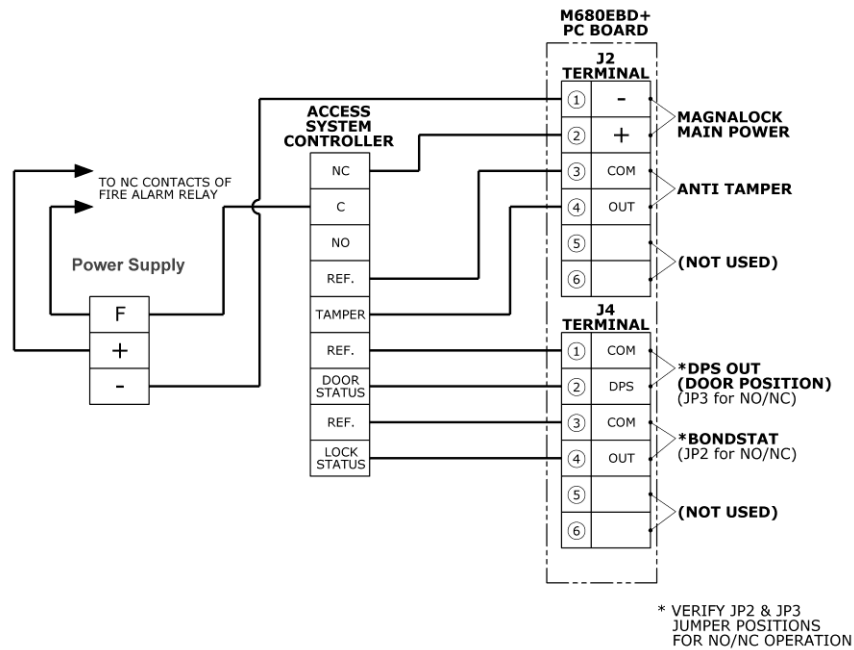 M680EBD+
PC BOARD
J2
TERMINAL
① -
② +
③ COM
④ OUT
⑤
⑥
MAGNALOCK
MAIN POWER
ANTI TAMPER
(NOT USED)
ACCESS
SYSTEM
CONTROLLER
NC
C
NO
REF.
TAMPER
REF.
DOOR
STATUS
REF.
LOCK
STATUS
TO NC CONTACTS OF
FIRE ALARM RELAY
Power Supply
F
+
-
J4
TERMINAL
① COM
② DPS
③ COM
④ OUT
⑤
⑥
*DPS OUT
(DOOR POSITION)
(JP3 for NO/NC)
*BONDSTAT
(JP2 for NO/NC)
(NOT USED)
* VERIFY JP2 & JP3
JUMPER POSITIONS
FOR NO/NC OPERATION